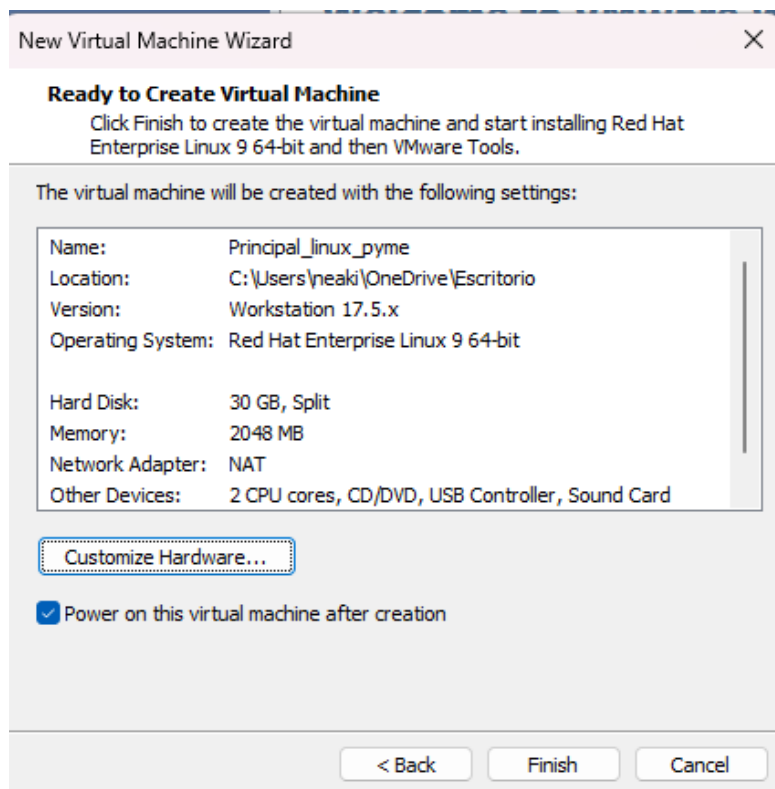 New Virtual Machine Wizard
Ready to Create Virtual Machine
Click Finish to create the virtual machine and start installing Red Hat
Enterprise Linux 9 64-bit and then VMware Tools.
The virtual machine will be created with the following settings:
Name: Principal_linux_pyme
Location: C:\Users\neaki\OneDrive\Escritorio
Version: Workstation 17.5.x
Operating System: Red Hat Enterprise Linux 9 64-bit
Hard Disk: 30 GB, Split
Memory: 2048 MB
Network Adapter: NAT
Other Devices: 2 CPU cores, CD/DVD, USB Controller, Sound Card
Customize Hardware...
Power on this virtual machine after creation
< Back Finish Cancel